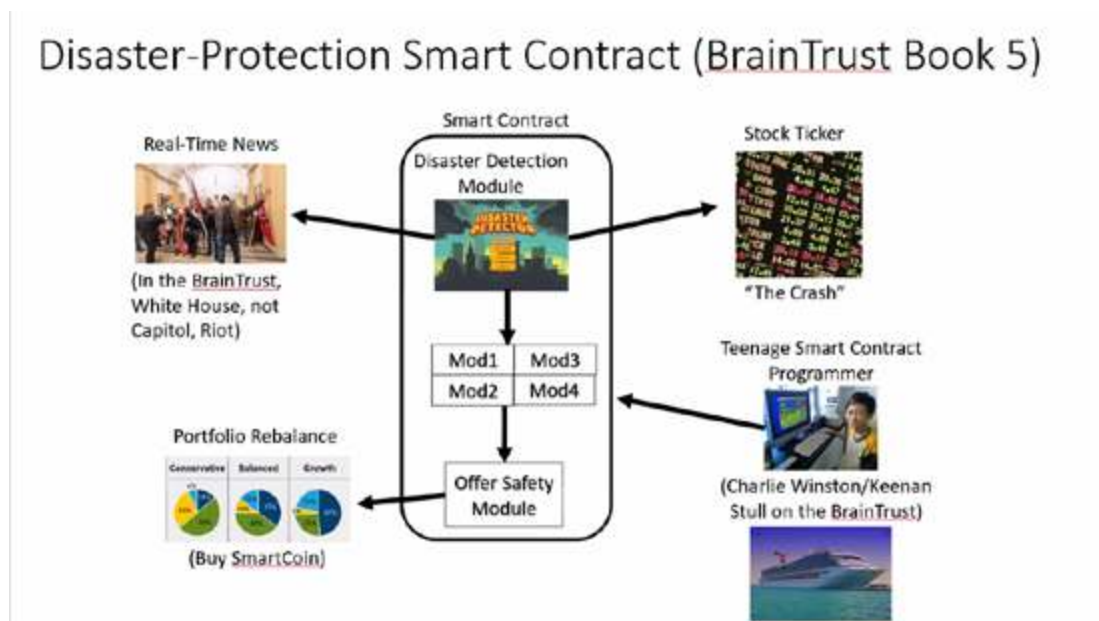 Disaster-Protection Smart Contract (BrainTrust Book 5)
Smart Contract
Real-Time News
Disaster Detection
Module
DISASTER
DETECTOR
Stock Ticker
(In the BrainTrust,
White House, not
Capitol, Riot)
"The Crash"
Mod1
Mod3
Mod2
Mod4
Teenage Smart Contract
Programmer
Portfolio Rebalance
Conservative
Balanced
Growth
Offer Safety
Module
(Buy SmartCoin)
(Charlie Winston/Keenan
Stull on the BrainTrust)